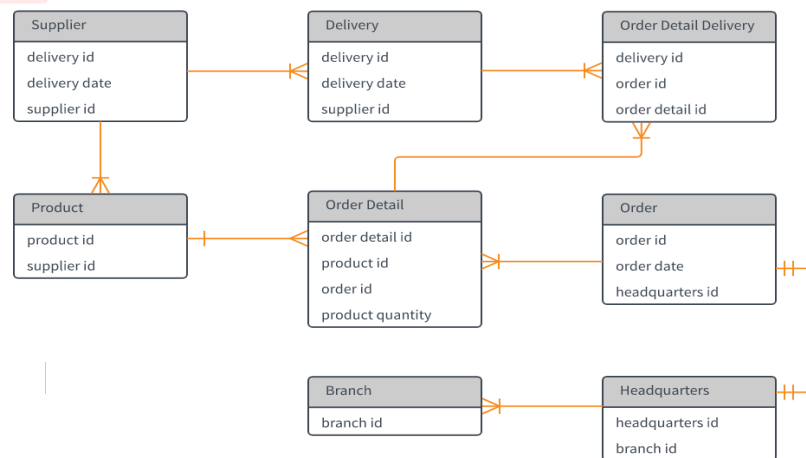 Supplier
delivery id
delivery date
supplier id
Delivery
delivery id
delivery date
supplier id
Order Detail Delivery
delivery id
order id
order detail id
Product
product id
supplier id
Order Detail
order detail id
product id
order id
product quantity
Order
order id
order date
headquarters id
Branch
branch id
Headquarters
headquarters id
branch id